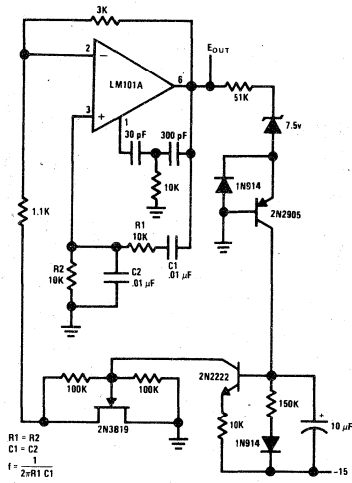 3K
2
−
LM101A
6
EOUT
3
+
1
51K
7.5v
30 pF
300 pF
10K
1N914
2N2905
1.1K
R1
10K
C1
.01 μF
R2
10K
C2
.01 μF
2N2222
100K
100K
2N3819
10K
150K
1N914
+
10 μF
−15
R1 = R2
C1 = C2
f = 1
2πR1 C1